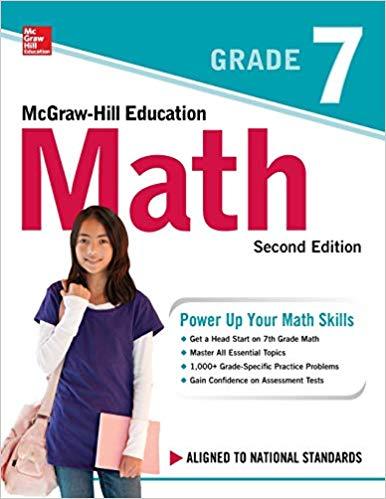 Mc
Graw
Hill
Education
GRADE 7
McGraw-Hill Education
Math
Second Edition
Power Up Your Math Skills
• Get a Head Start on 7th Grade Math
• Master All Essential Topics
• 1,000+ Grade-Specific Practice Problems
• Gain Confidence on Assessment Tests
ALIGNED TO NATIONAL STANDARDS